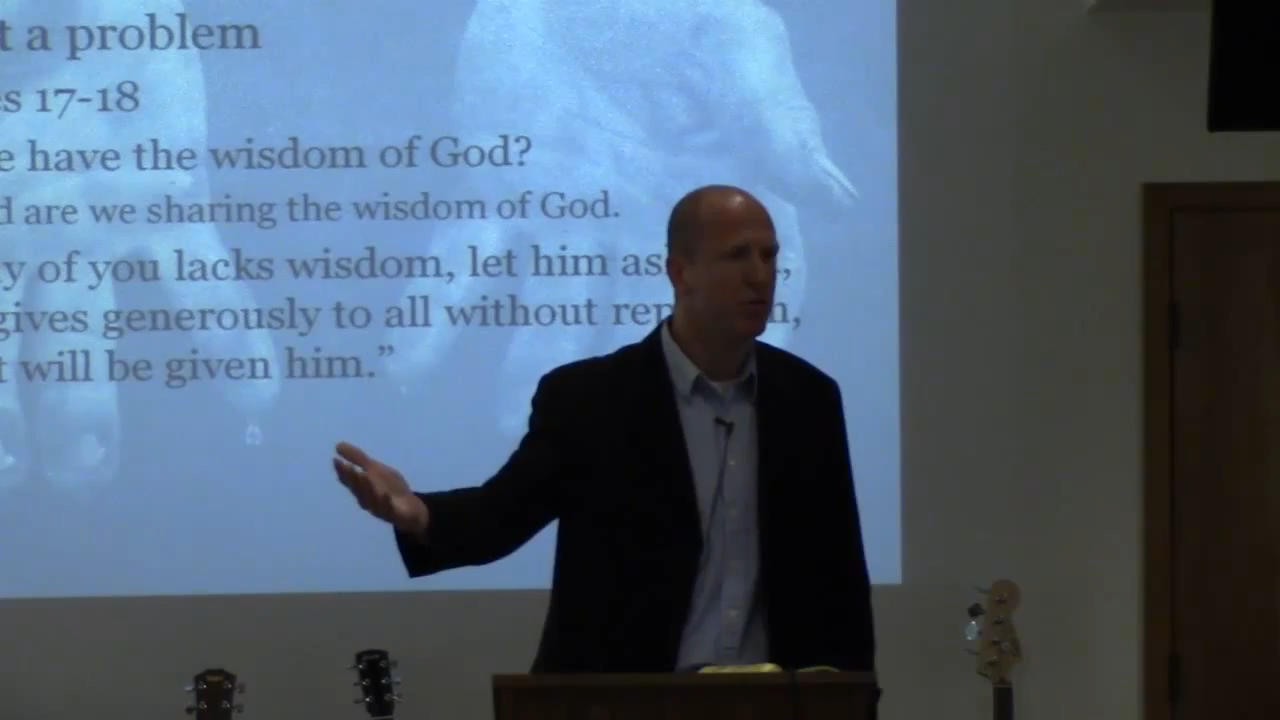 t a problem
es 17-18
e have the wisdom of God?
d are we sharing the wisdom of God.
y of you lacks wisdom, let him as
gives generously to all without rep
t will be given him.”